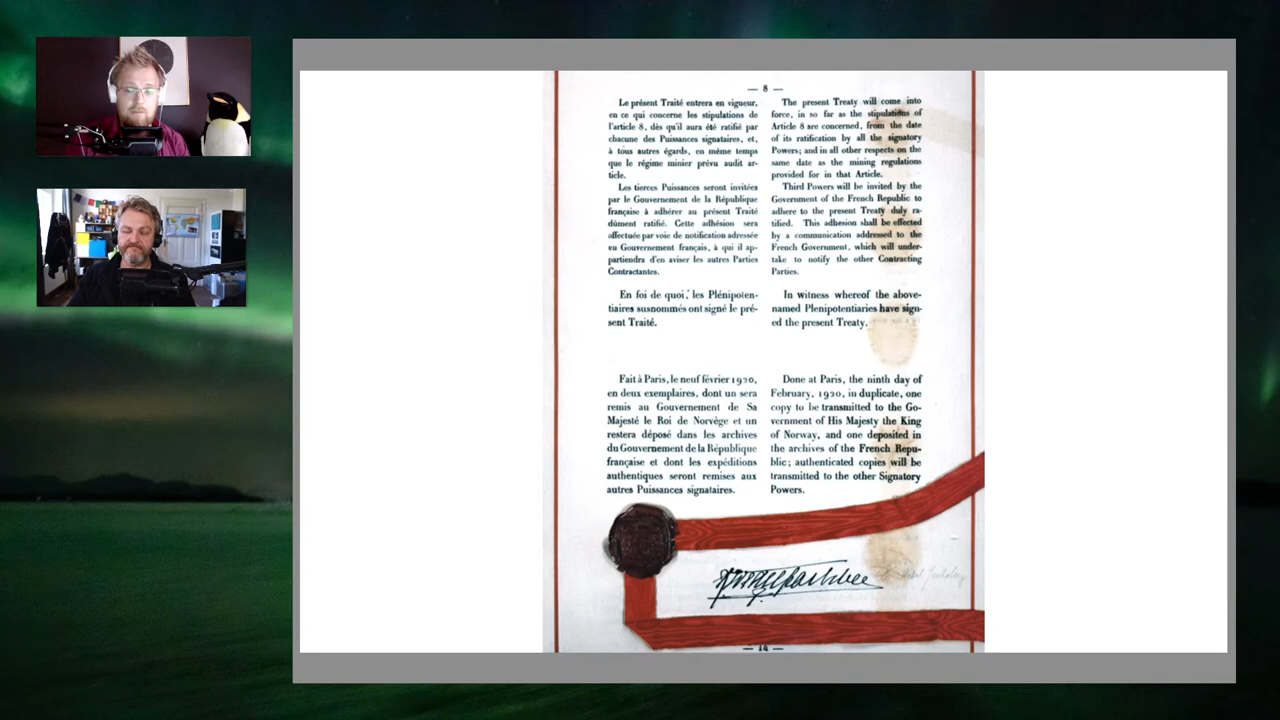 — 8 —
Le présent Traité entrera en vigueur,
en ce qui concerne les stipulations de
l'article 8, dès qu'il aura été ratifié par
chacune des Puissances signataires, et,
à tous autres égards, en même temps
que le régime minier prévu audit ar-
ticle.
Les tierces Puissances seront invitées
par le Gouvernement de la République
française à adhérer au présent Traité
dûment ratifié. Cette adhésion sera
effectuée par voie de notification adressée
au Gouvernement français, à qui il ap-
partiendra d'en aviser les autres Parties
Contractantes.
En foi de quoi, les Plénipoten-
tiaires susnommés ont signé le pré-
sent Traité.
Fait à Paris, le neuf février 1920,
en deux exemplaires, dont un sera
remis au Gouvernement de Sa
Majesté le Roi de Norvège et un
restera déposé dans les archives
du Gouvernement de la République
française et dont les expéditions
authentiques seront remises aux
autres Puissances signataires.
The present Treaty will come into
force, in so far as the stipulations of
Article 8 are concerned, from the date
of its ratification by all the signatory
Powers; and in all other respects on the
same date as the mining regulations
provided for in that Article.
Third Powers will be invited by the
Government of the French Republic to
adhere to the present Treaty duly ra-
tified. This adhesion shall be effected
by a communication addressed to the
French Government, which will under-
take to notify the other Contracting
Parties.
In witness whereof the above-
named Plenipotentiaries have sign-
ed the present Treaty.
Done at Paris, the ninth day of
February, 1920, in duplicate, one
copy to be transmitted to the Go-
vernment of His Majesty the King
of Norway, and one deposited in
the archives of the French Repu-
blic; authenticated copies will be
transmitted to the other Signatory
Powers.
— 14 —